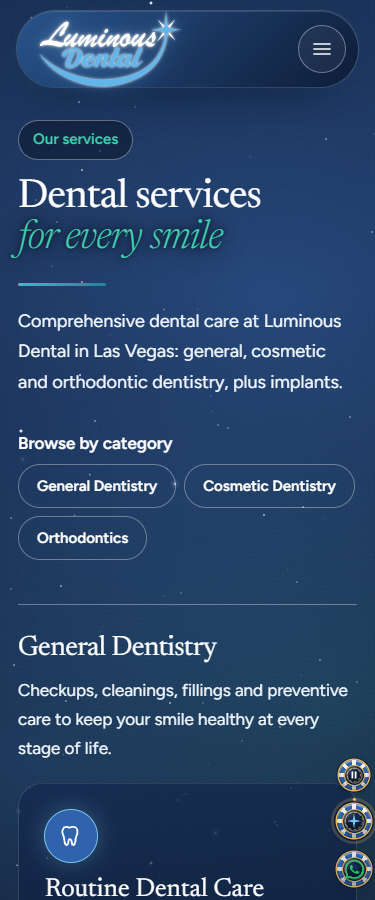 Luminous
Dental
Our services
Dental services
for every smile
Comprehensive dental care at Luminous
Dental in Las Vegas: general, cosmetic
and orthodontic dentistry, plus implants.
Browse by category
General Dentistry
Cosmetic Dentistry
Orthodontics
General Dentistry
Checkups, cleanings, fillings and preventive
care to keep your smile healthy at every
stage of life.
Routine Dental Care